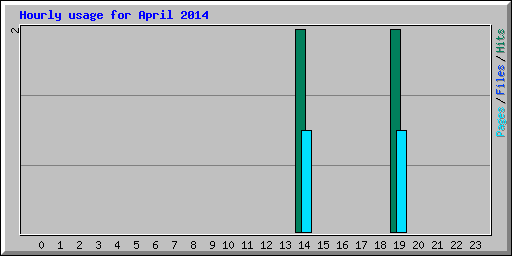 Hourly usage for April 2014
2
Pages/Files/Hits
0 1 2 3 4 5 6 7 8 9 10 11 12 13 14 15 16 17 18 19 20 21 22 23